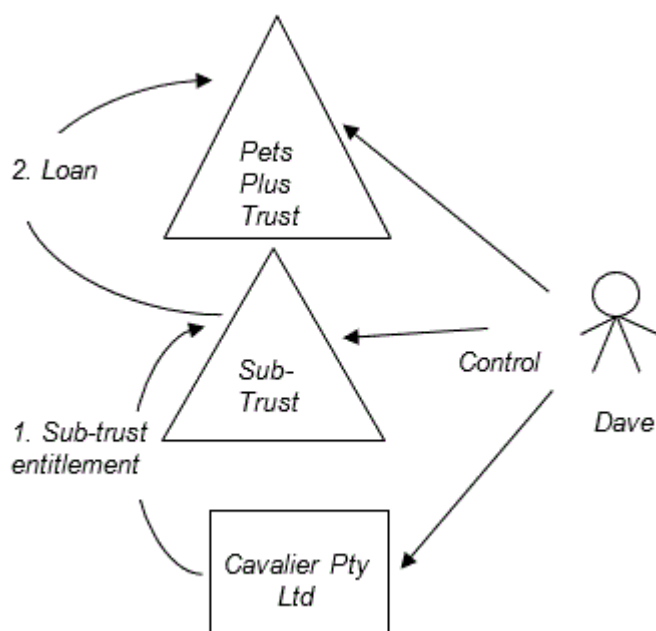 Pets
Plus
Trust
2. Loan
Sub-
Trust
Control
Dave
1. Sub-trust
entitlement
Cavalier Pty
Ltd